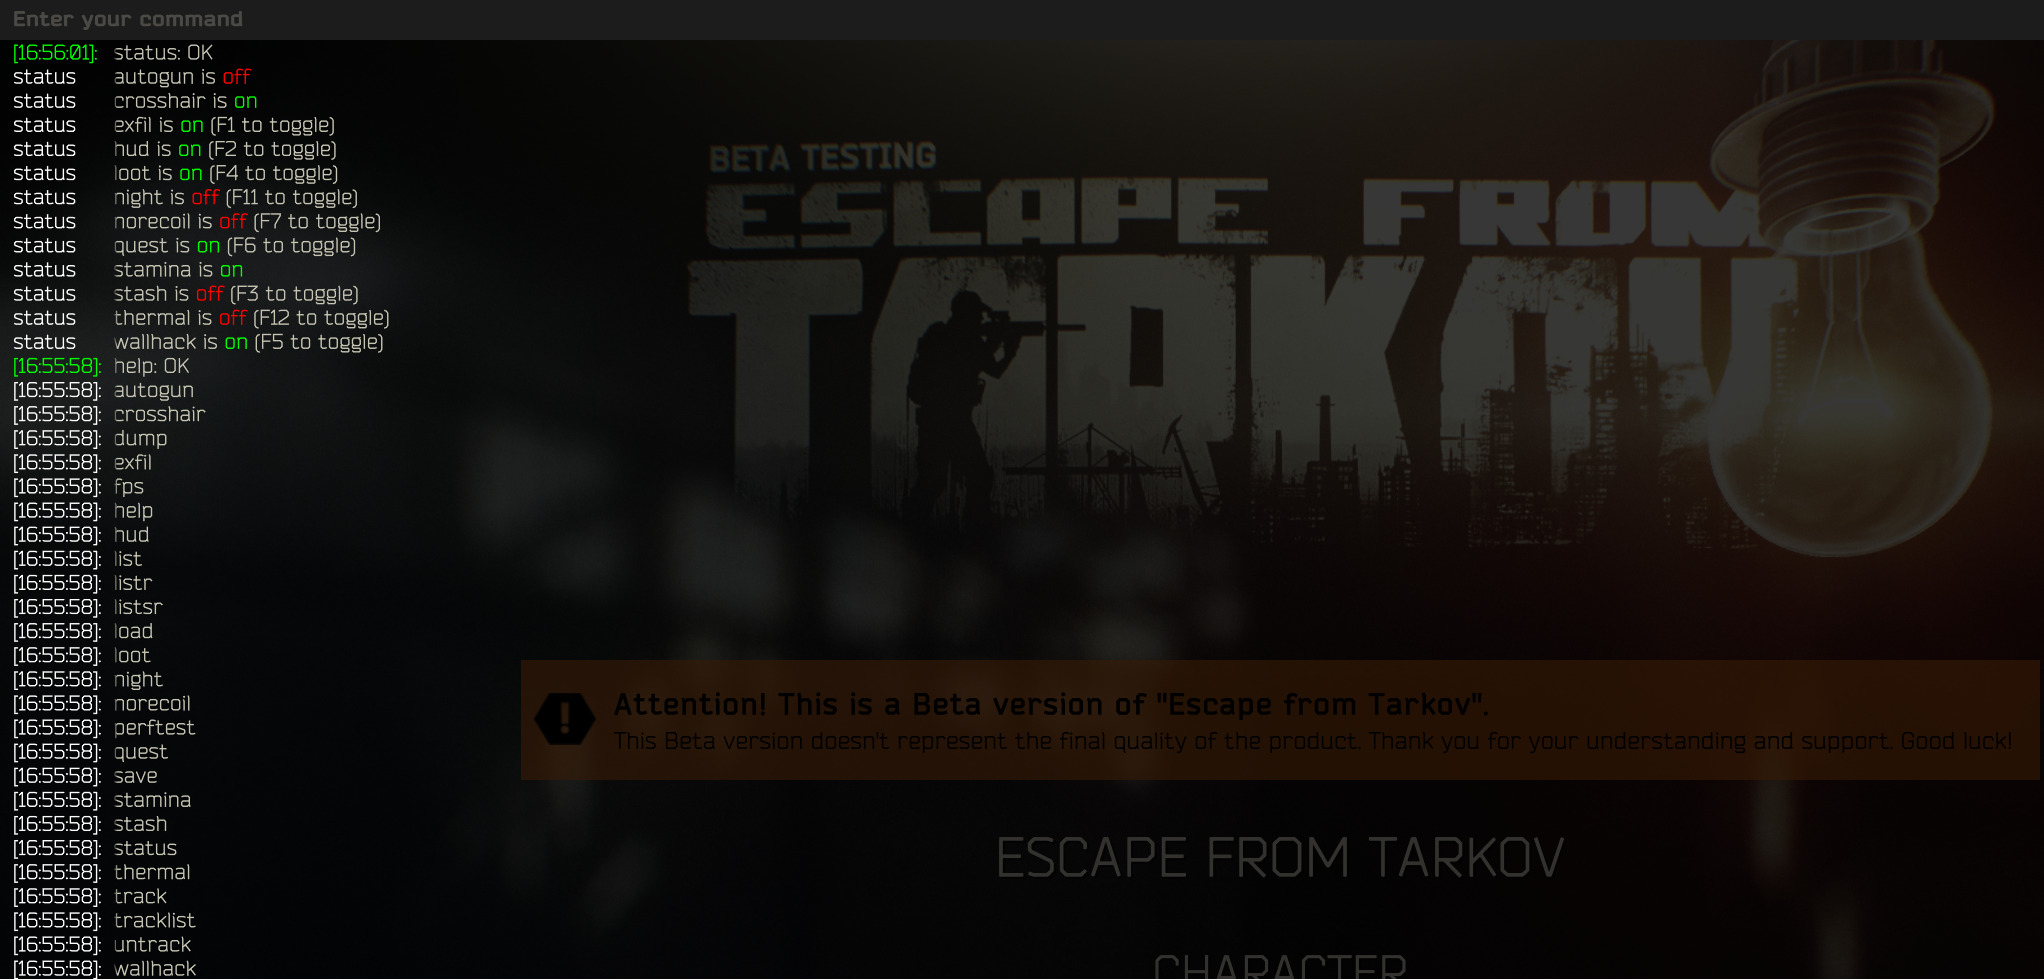 Enter your command
[16:56:01]: status: OK
status autogun is off
status crosshair is on
status exfil is on (F1 to toggle)
status hud is on (F2 to toggle)
status loot is on (F4 to toggle)
status night is off (F11 to toggle)
status norecoil is off (F7 to toggle)
status quest is on (F6 to toggle)
status stamina is on
status stash is off (F3 to toggle)
status thermal is off (F12 to toggle)
status wallhack is on (F5 to toggle)
[16:55:58]: help: OK
[16:55:58]: autogun
[16:55:58]: crosshair
[16:55:58]: dump
[16:55:58]: exfil
[16:55:58]: fps
[16:55:58]: help
[16:55:58]: hud
[16:55:58]: list
[16:55:58]: listr
[16:55:58]: listsr
[16:55:58]: load
[16:55:58]: loot
[16:55:58]: night
[16:55:58]: norecoil
[16:55:58]: perftest
[16:55:58]: quest
[16:55:58]: save
[16:55:58]: stamina
[16:55:58]: stash
[16:55:58]: status
[16:55:58]: thermal
[16:55:58]: track
[16:55:58]: tracklist
[16:55:58]: untrack
[16:55:58]: wallhack
BETA TESTING
ESCAPE FROM
TARKOV
Attention! This is a Beta version of "Escape from Tarkov".
This Beta version doesn't represent the final quality of the product. Thank you for your understanding and support. Good luck!
ESCAPE FROM TARKOV
CHARACTER